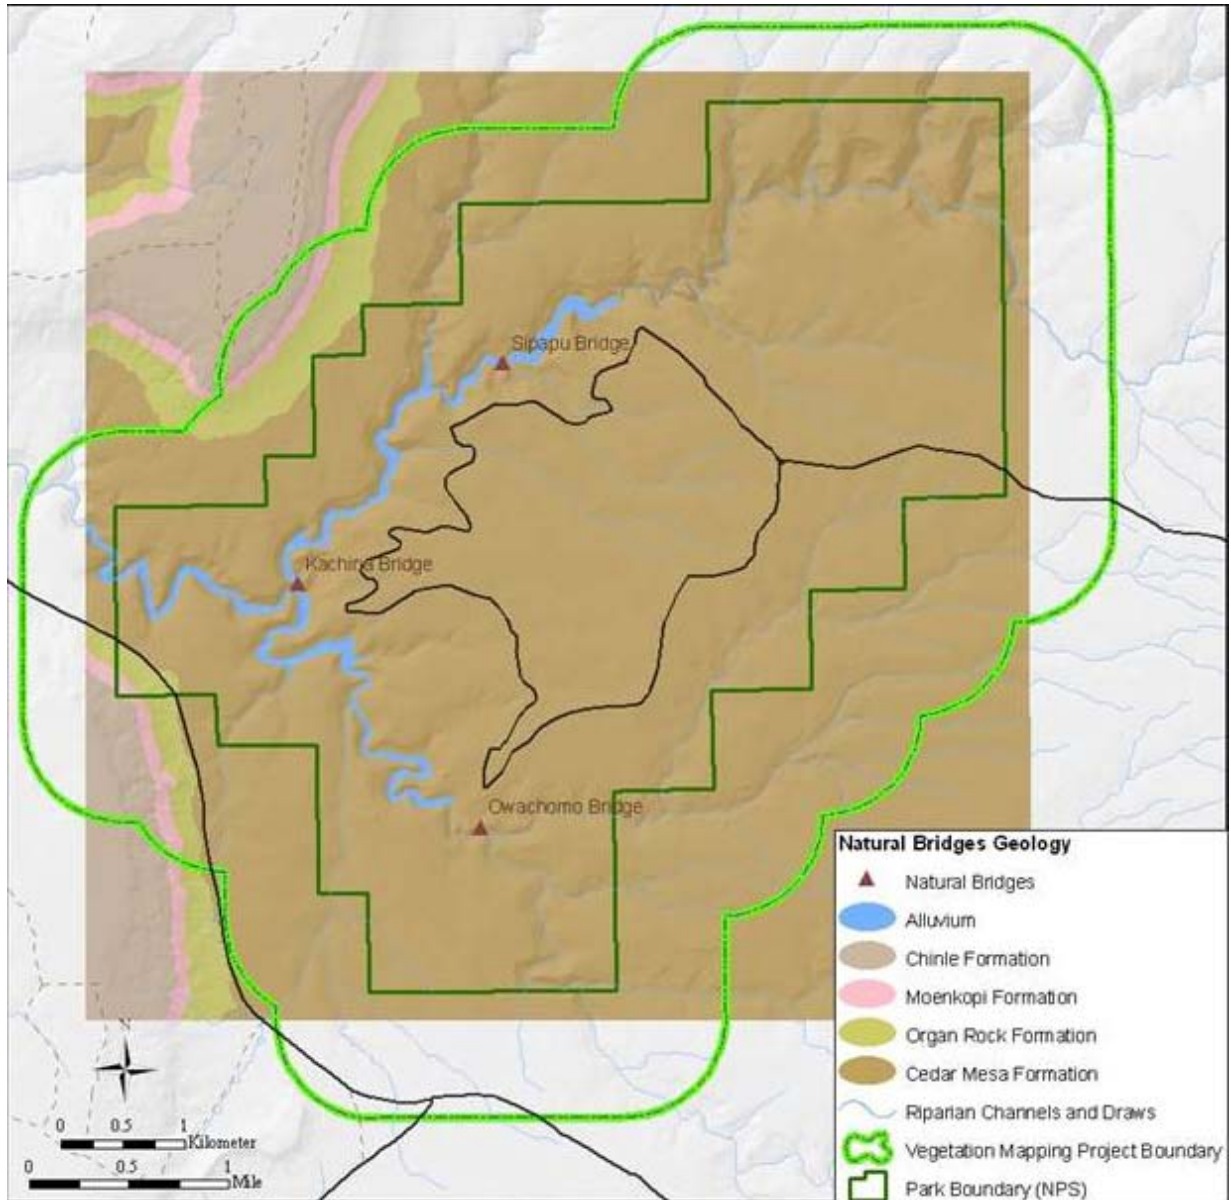 Sipapu Bridge
Kachina Bridge
Owachomo Bridge
Natural Bridges Geology
Natural Bridges
Alluvium
Chinle Formation
Moenkopi Formation
Organ Rock Formation
Cedar Mesa Formation
Riparian Channels and Draws
Vegetation Mapping Project Boundary
Park Boundary (NPS)
N
0 0.5 1
Kilometer
0 0.5 1
Mile